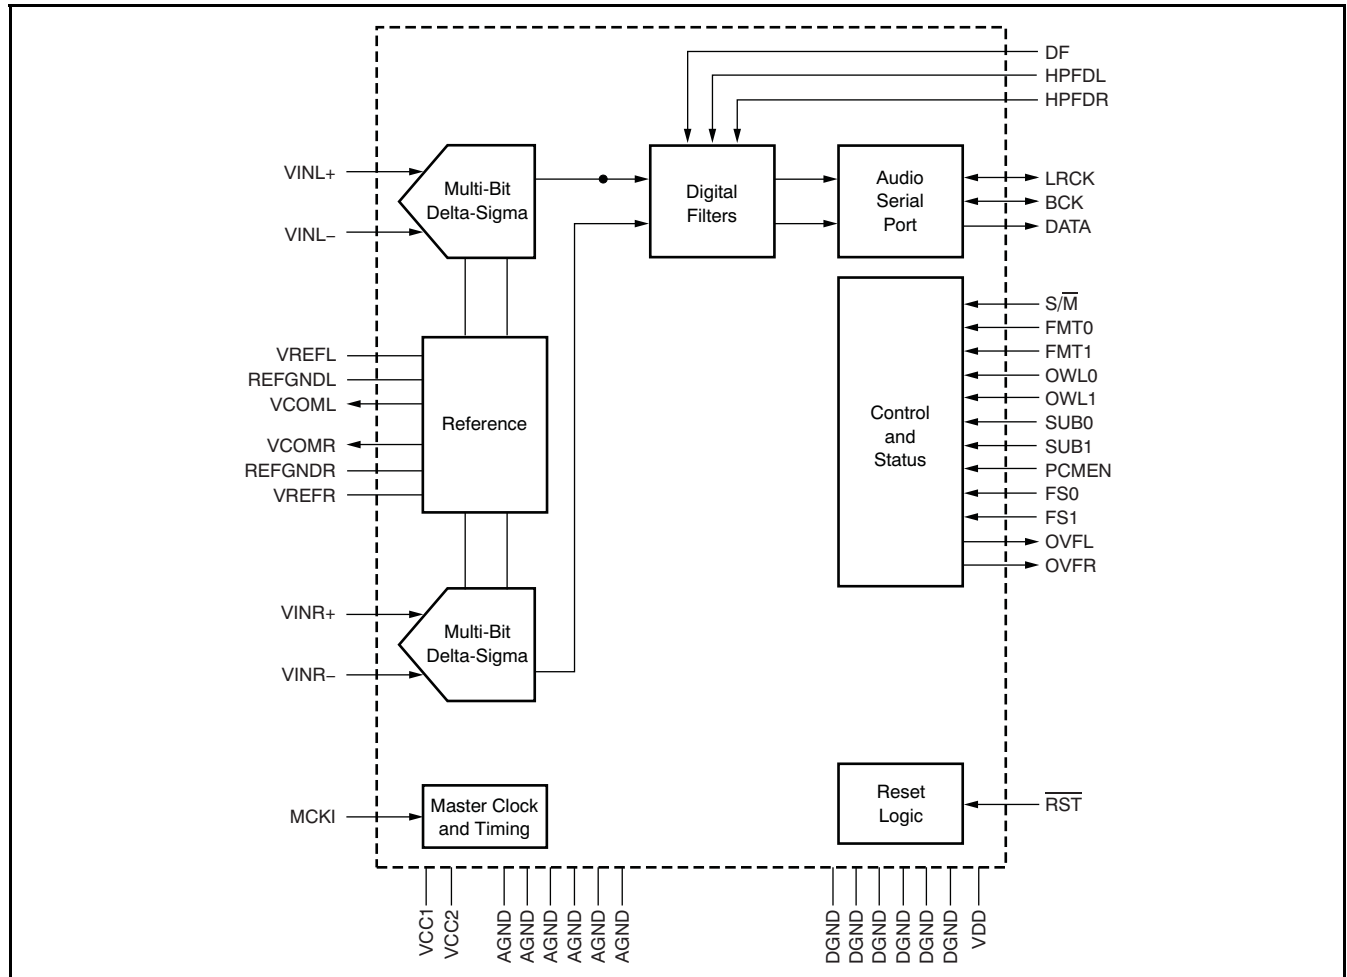 DF
HPFDL
HPFDR
VINL+
VINL−
Multi-Bit
Delta-Sigma
Digital
Filters
Audio
Serial
Port
LRCK
BCK
DATA
VREFL
REFGNDL
VCOML
VCOMR
REFGNDR
VREFR
Reference
Control
and
Status
S/M̅
FMT0
FMT1
OWL0
OWL1
SUB0
SUB1
PCMEN
FS0
FS1
OVFL
OVFR
VINR+
VINR−
Multi-Bit
Delta-Sigma
MCKI
Master Clock
and Timing
Reset
Logic
R̅S̅T̅
VCC1
VCC2
AGND
AGND
AGND
AGND
AGND
AGND
DGND
DGND
DGND
DGND
DGND
DGND
VDD